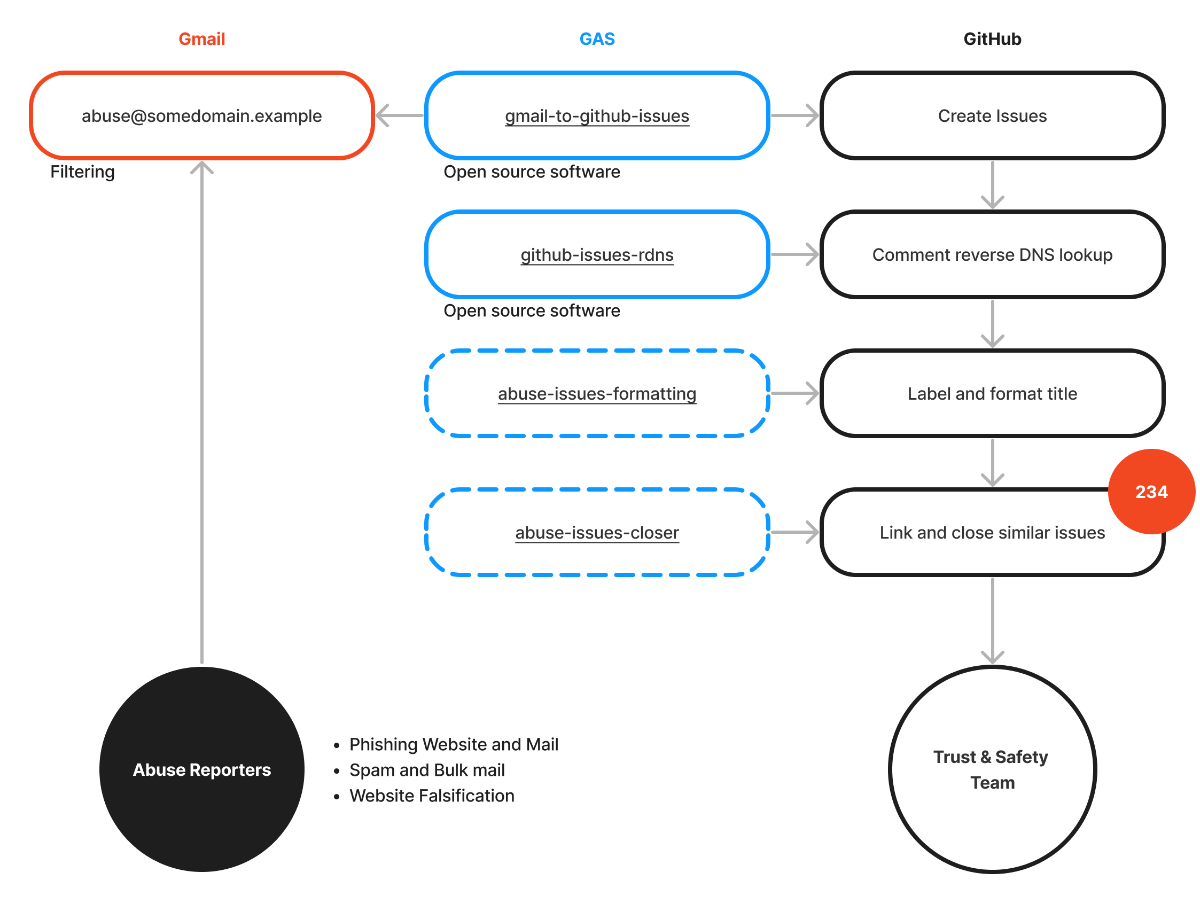 Gmail
GAS
GitHub
abuse@somedomain.example
gmail-to-github-issues
Create Issues
Filtering
Open source software
github-issues-rdns
Comment reverse DNS lookup
Open source software
abuse-issues-formatting
Label and format title
234
abuse-issues-closer
Link and close similar issues
Abuse Reporters
• Phishing Website and Mail
• Spam and Bulk mail
• Website Falsification
Trust & Safety
Team